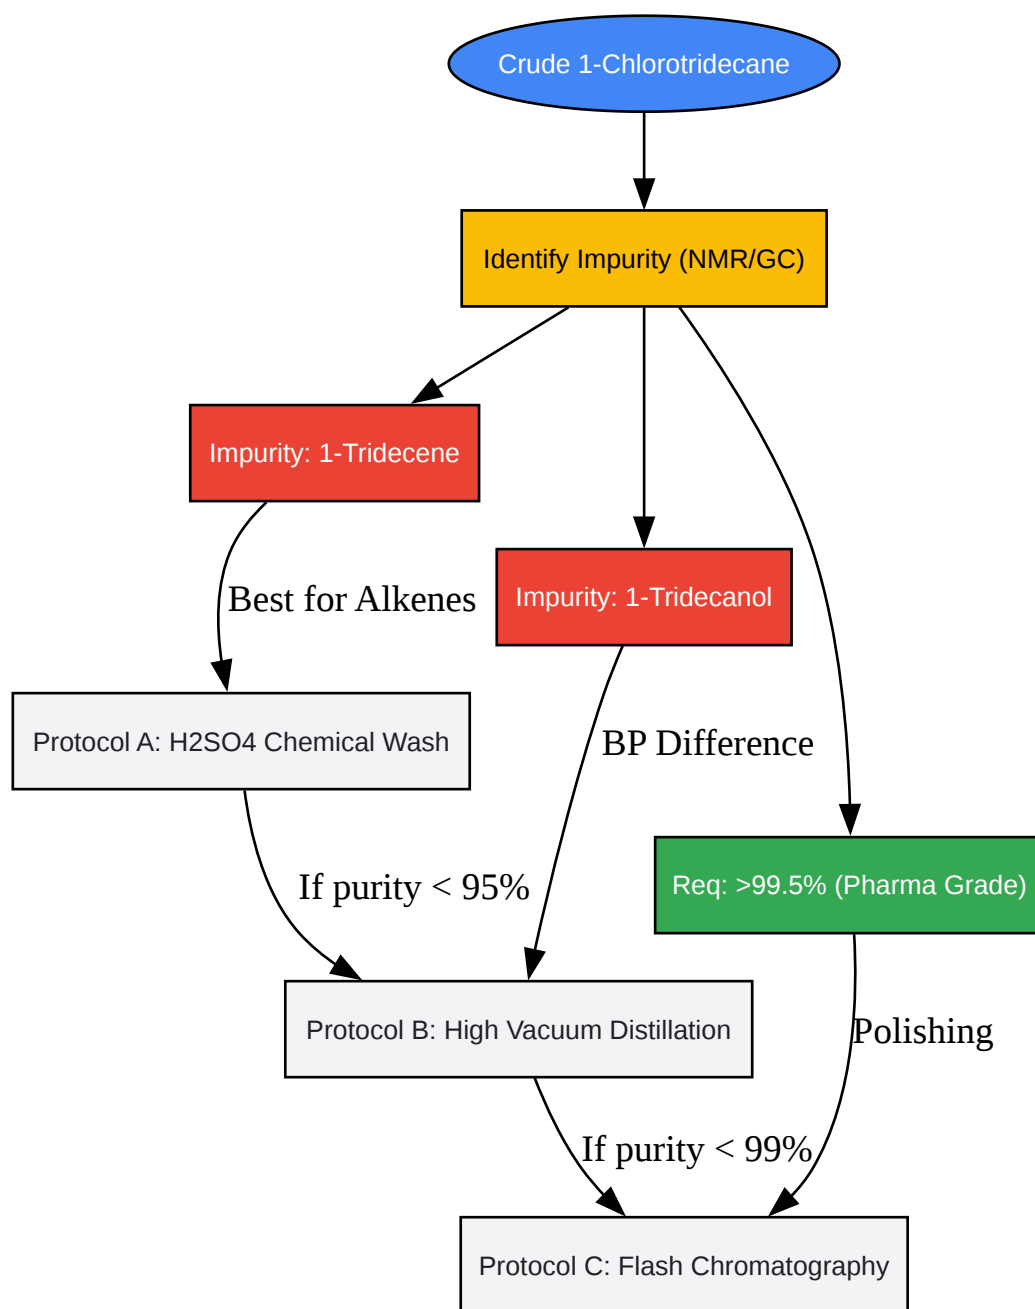 Crude 1-Chlorotridecane
Identify Impurity (NMR/GC)
Impurity: 1-Tridecene
Best for Alkenes
Impurity: 1-Tridecanol
Protocol A: H2SO4 Chemical Wash
BP Difference
If purity < 95%
Req: >99.5% (Pharma Grade)
Protocol B: High Vacuum Distillation
Polishing
If purity < 99%
Protocol C: Flash Chromatography